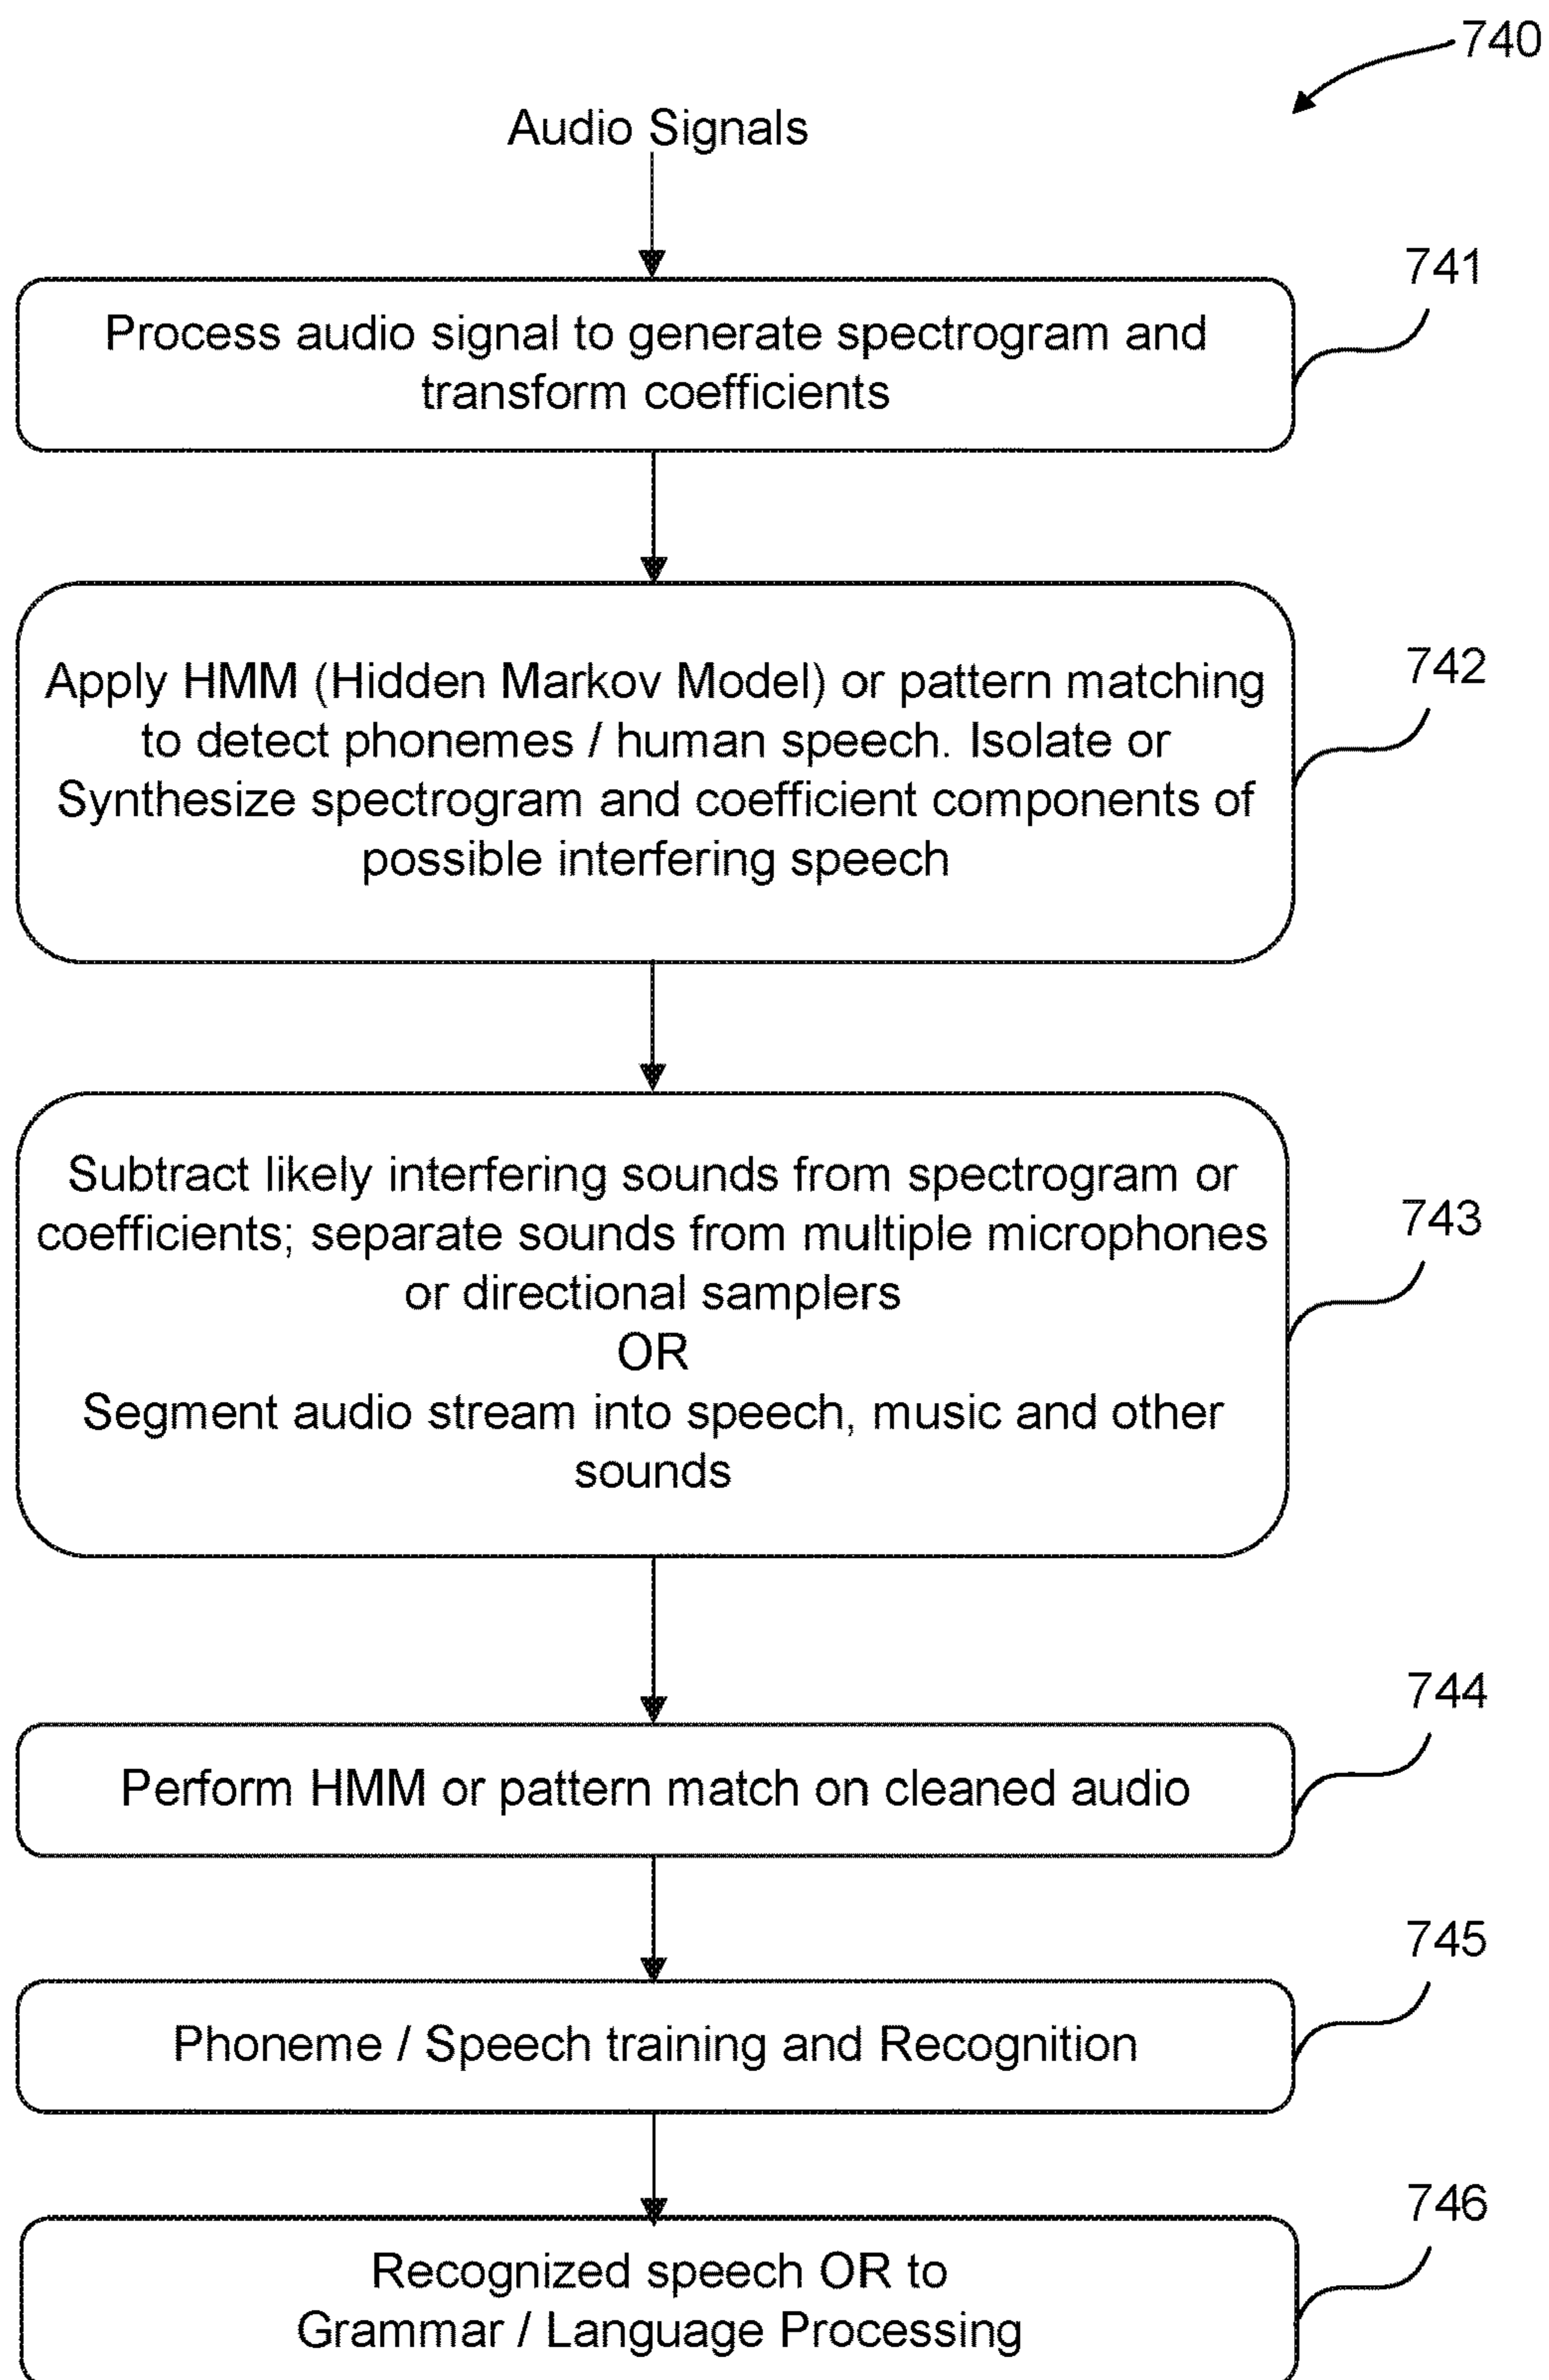 740
Audio Signals
741
Process audio signal to generate spectrogram and
transform coefficients
742
Apply HMM (Hidden Markov Model) or pattern matching
to detect phonemes / human speech. Isolate or
Synthesize spectrogram and coefficient components of
possible interfering speech
743
Subtract likely interfering sounds from spectrogram or
coefficients; separate sounds from multiple microphones
or directional samplers
OR
Segment audio stream into speech, music and other
sounds
744
Perform HMM or pattern match on cleaned audio
745
Phoneme / Speech training and Recognition
746
Recognized speech OR to
Grammar / Language Processing